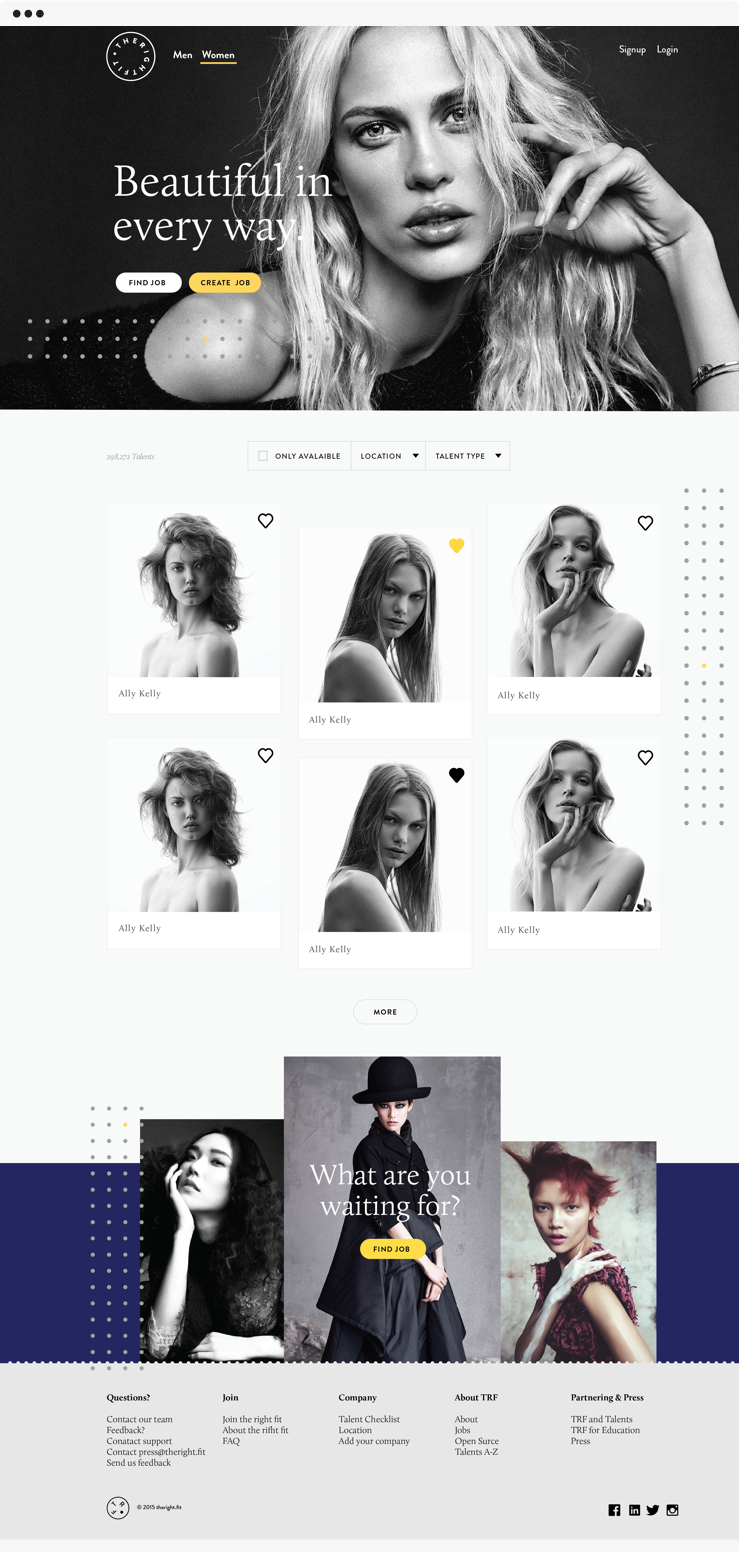 THERIGHTFIT
Men Women
Signup Login
Beautiful in
every way.
FIND JOB
CREATE JOB
298,272 Talents
ONLY AVALAIBLE
LOCATION
TALENT TYPE
Ally Kelly
Ally Kelly
Ally Kelly
Ally Kelly
Ally Kelly
Ally Kelly
MORE
What are you
waiting for?
FIND JOB
Questions?
Contact our team
Feedback?
Conatact support
Contact press@theright.fit
Send us feedback
Join
Join the right fit
About the rifht fit
FAQ
Company
Talent Checklist
Location
Add your company
About TRF
About
Jobs
Open Surce
Talents A-Z
Partnering & Press
TRF and Talents
TRF for Education
Press
© 2015 theright.fit